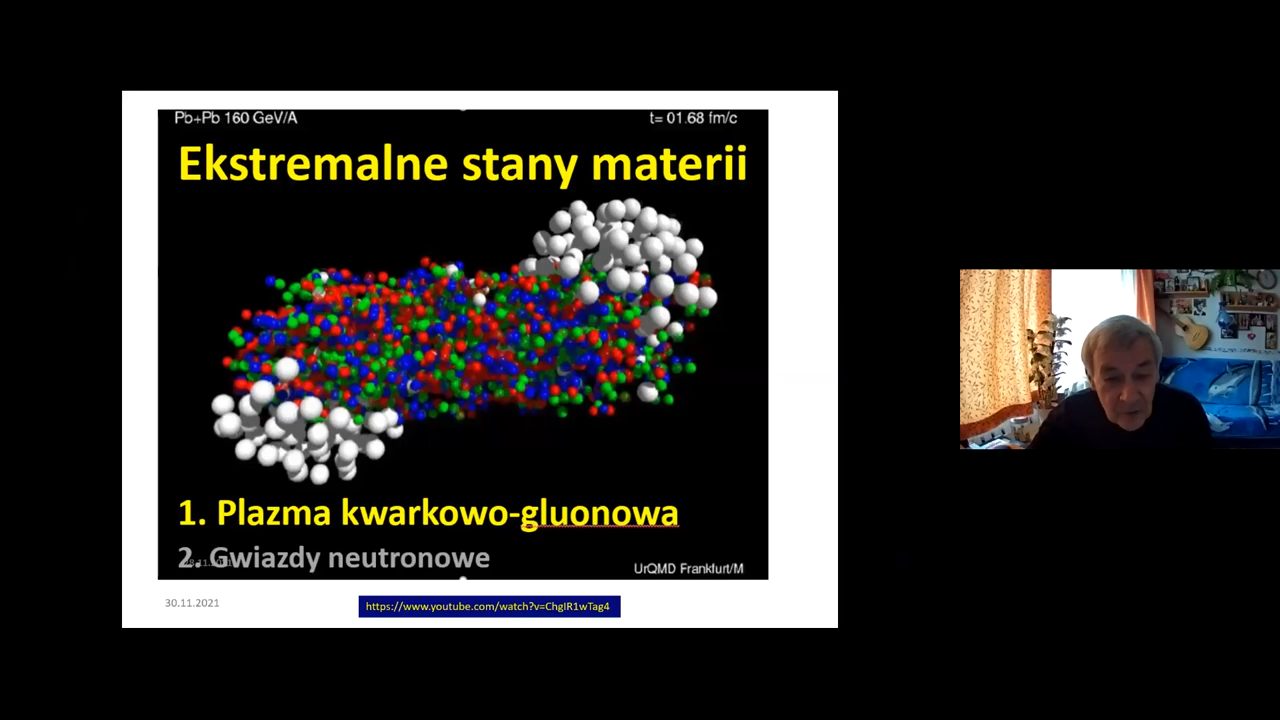 Pb+Pb 160 GeV/A
t= 01.68 fm/c
Ekstremalne stany materii
1. Plazma kwarkowo-gluonowa
2. Gwiazdy neutronowe
UrQMD Frankfurt/M
30.11.2021
https://www.youtube.com/watch?v=ChgIR1wTag4